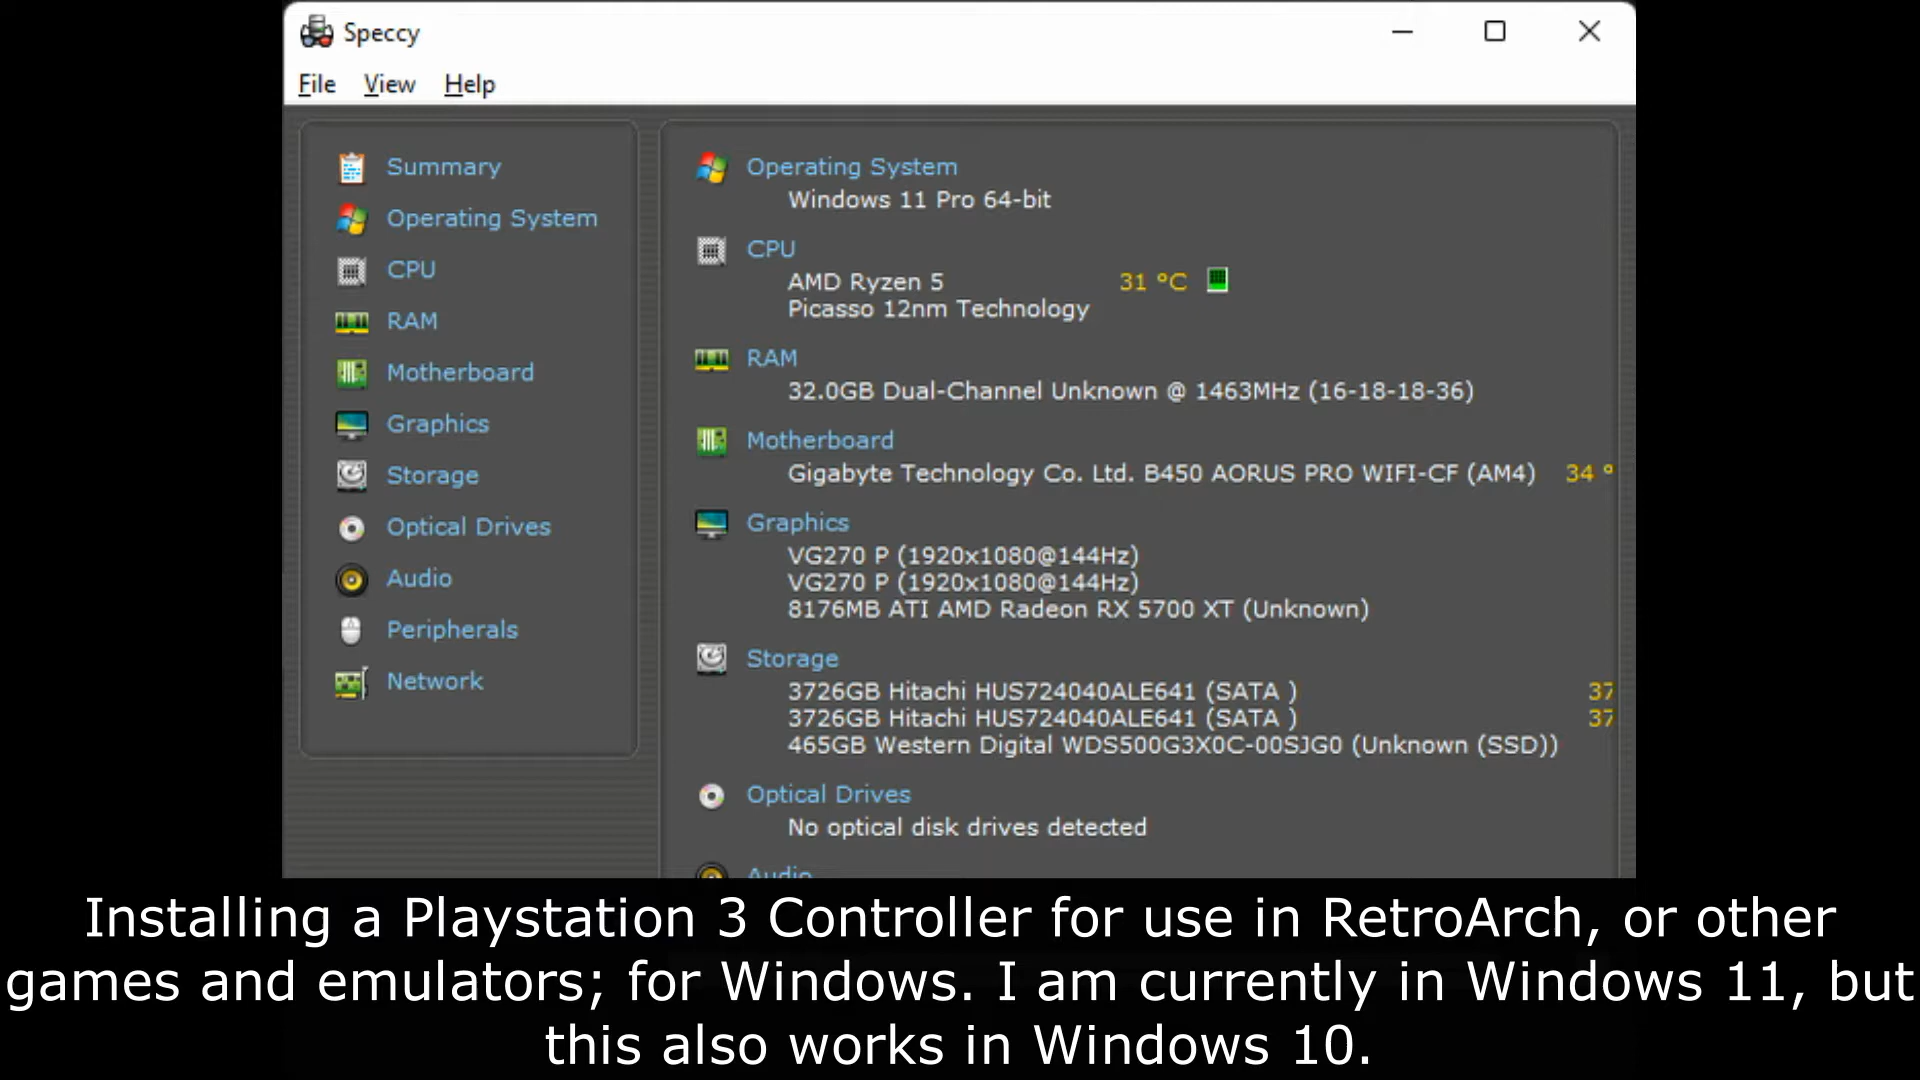 Speccy
File View Help
Summary
Operating System
CPU
RAM
Motherboard
Graphics
Storage
Optical Drives
Audio
Peripherals
Network
Operating System
Windows 11 Pro 64-bit
CPU
AMD Ryzen 5 31 °C
Picasso 12nm Technology
RAM
32.0GB Dual-Channel Unknown @ 1463MHz (16-18-18-36)
Motherboard
Gigabyte Technology Co. Ltd. B450 AORUS PRO WIFI-CF (AM4) 34 °
Graphics
VG270 P (1920x1080@144Hz)
VG270 P (1920x1080@144Hz)
8176MB ATI AMD Radeon RX 5700 XT (Unknown)
Storage
3726GB Hitachi HUS724040ALE641 (SATA ) 37
3726GB Hitachi HUS724040ALE641 (SATA ) 37
465GB Western Digital WDS500G3X0C-00SJG0 (Unknown (SSD))
Optical Drives
No optical disk drives detected
Audio
Installing a Playstation 3 Controller for use in RetroArch, or other
games and emulators; for Windows. I am currently in Windows 11, but
this also works in Windows 10.